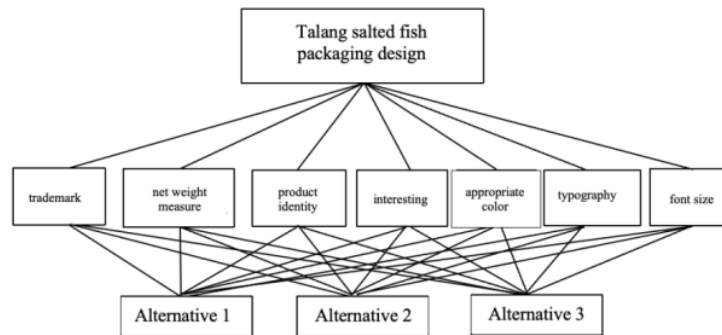 Talang salted fish
packaging design
trademark
net weight
measure
product
identity
interesting
appropriate
color
typography
font size
Alternative 1
Alternative 2
Alternative 3